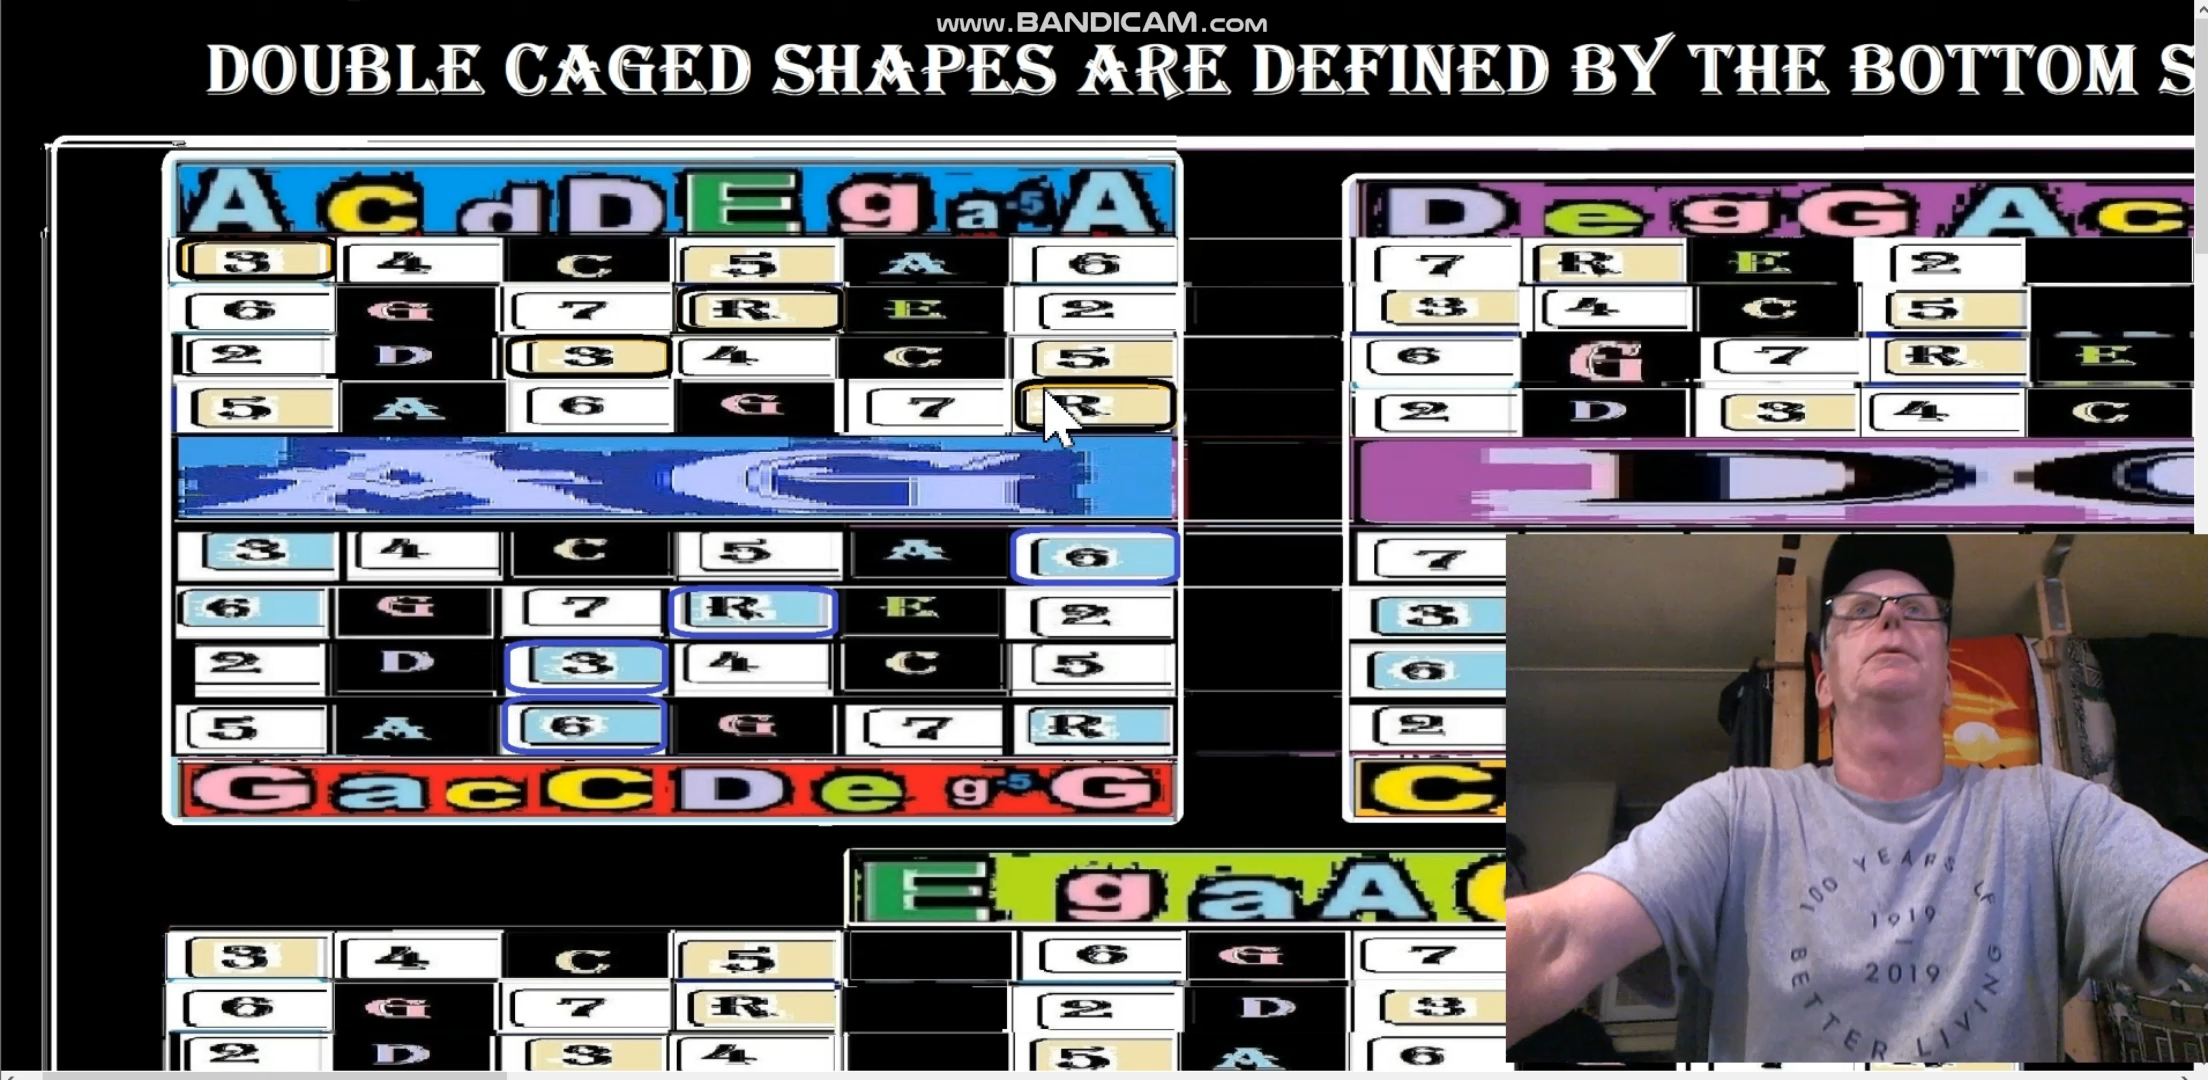 www.BANDICAM.com
DOUBLE CAGED SHAPES ARE DEFINED BY THE BOTTOM S
A C d D E g a -5 A
D e g G A c
3 4 C 5 A 6
7 R E 2
6 G 7 R E 2
3 4 C 5
2 D 3 4 C 5
6 G 7 R E
5 A 6 G 7 R
2 D 3 4 C
A G
D
3 4 C 5 A 6
7
6 G 7 R E 2
3
2 D 3 4 C 5
6
5 A 6 G 7 R
2
G a c C D e g -5 G
C
E g a A
3 4 C 5 6 G 7
6 G 7 R 2 D 3
2 D 3 4 5 A 6
100 YEARS OF
1919
2019
BETTER LIVING